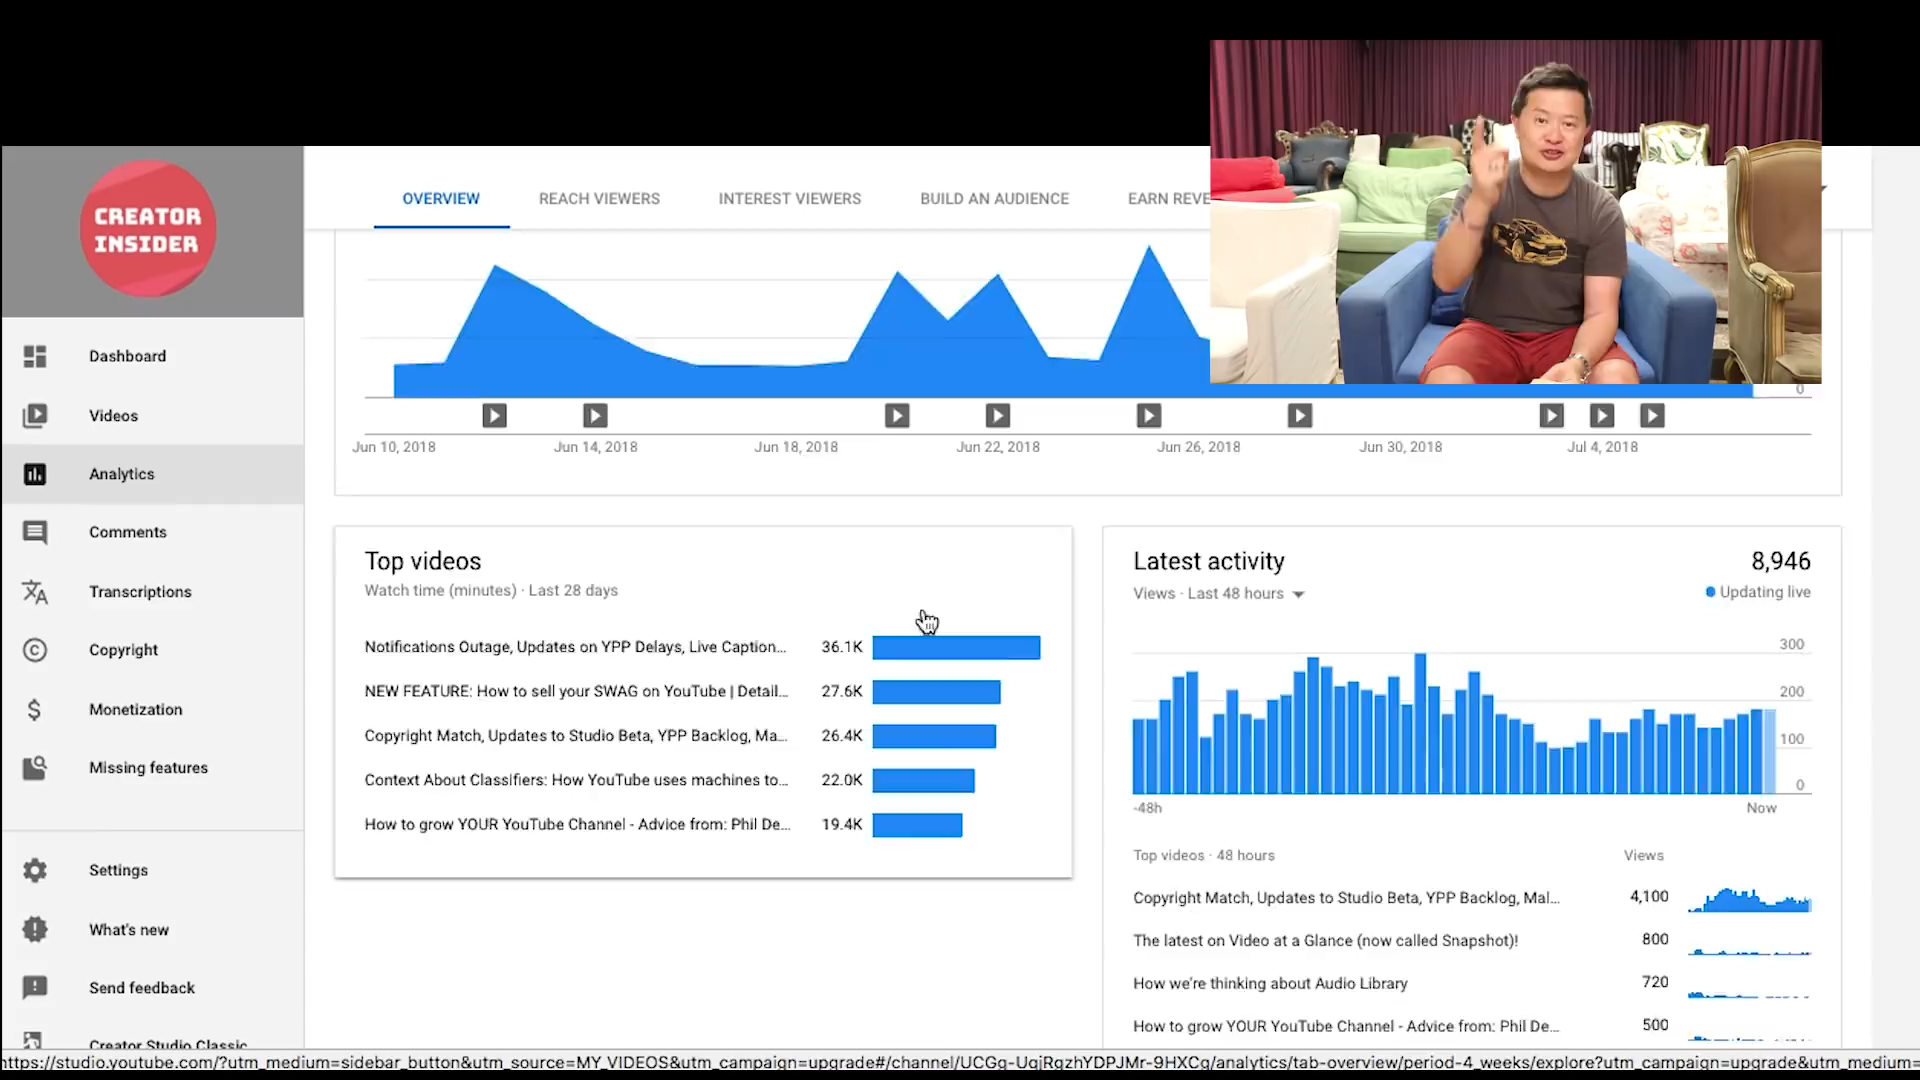 CREATOR
INSIDER
Dashboard
Videos
Analytics
Comments
Transcriptions
Copyright
Monetization
Missing features
Settings
What's new
Send feedback
Creator Studio Classic
OVERVIEW REACH VIEWERS INTEREST VIEWERS BUILD AN AUDIENCE EARN REVE
0
Jun 10, 2018 Jun 14, 2018 Jun 18, 2018 Jun 22, 2018 Jun 26, 2018 Jun 30, 2018 Jul 4, 2018
Top videos
Watch time (minutes) · Last 28 days
Notifications Outage, Updates on YPP Delays, Live Caption... 36.1K
NEW FEATURE: How to sell your SWAG on YouTube | Detail... 27.6K
Copyright Match, Updates to Studio Beta, YPP Backlog, Ma... 26.4K
Context About Classifiers: How YouTube uses machines to... 22.0K
How to grow YOUR YouTube Channel - Advice from: Phil De... 19.4K
Latest activity 8,946
Views · Last 48 hours Updating live
300
200
100
0
-48h Now
Top videos · 48 hours Views
Copyright Match, Updates to Studio Beta, YPP Backlog, Mal... 4,100
The latest on Video at a Glance (now called Snapshot)! 800
How we're thinking about Audio Library 720
How to grow YOUR YouTube Channel - Advice from: Phil De... 500
https://studio.youtube.com/?utm_medium=sidebar_button&utm_source=MY_VIDEOS&utm_campaign=upgrade#/channel/UCGg-UqjRgzhYDPJMr-9HXCg/analytics/tab-overview/period-4_weeks/explore?utm_campaign=upgrade&utm_medium=